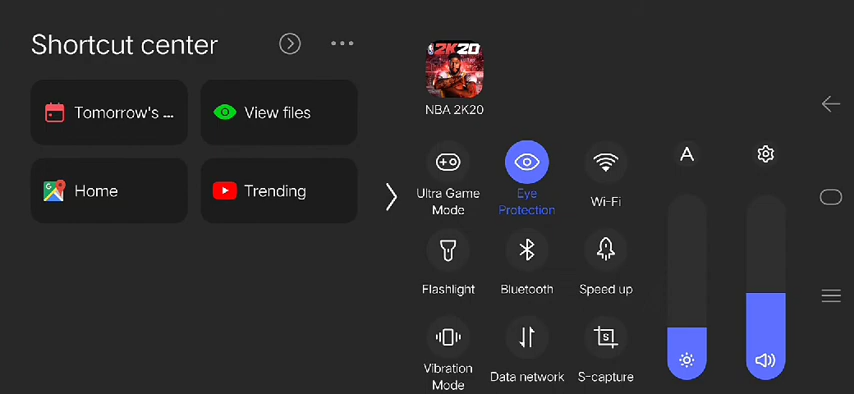 Shortcut center
Tomorrow's ...
View files
Home
Trending
2K20
NBA 2K20
Ultra Game
Mode
Eye
Protection
Wi-Fi
A
Flashlight
Bluetooth
Speed up
Vibration
Mode
Data network
S
S-capture